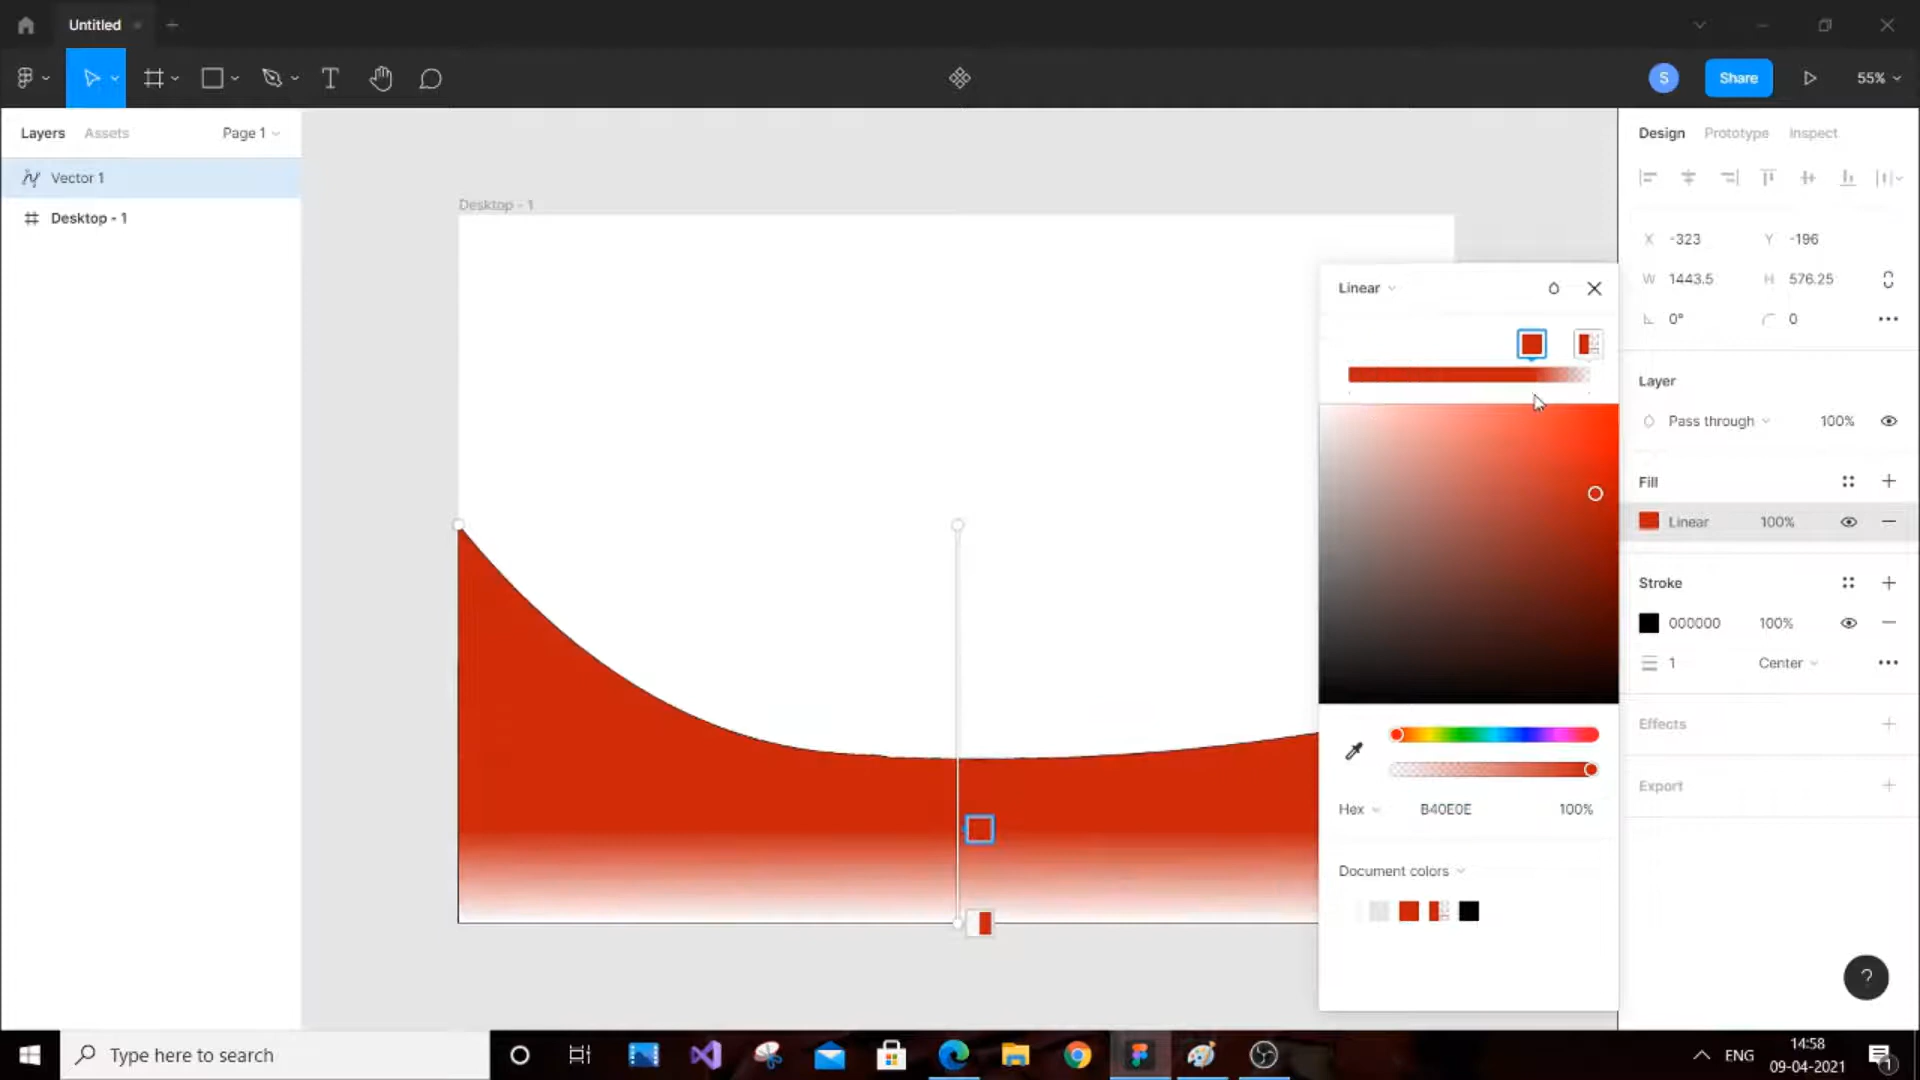 Untitled
S
Share
55%
Layers
Assets
Page 1
Vector 1
Desktop - 1
Desktop - 1
Design
Prototype
Inspect
X
-323
Y
-196
W
1443.5
H
576.25
0°
0
Layer
Pass through
100%
Fill
Linear
100%
Stroke
000000
100%
1
Center
Effects
Export
Linear
Hex
B40E0E
100%
Document colors
?
Type here to search
ENG
14:58
09-04-2021
1